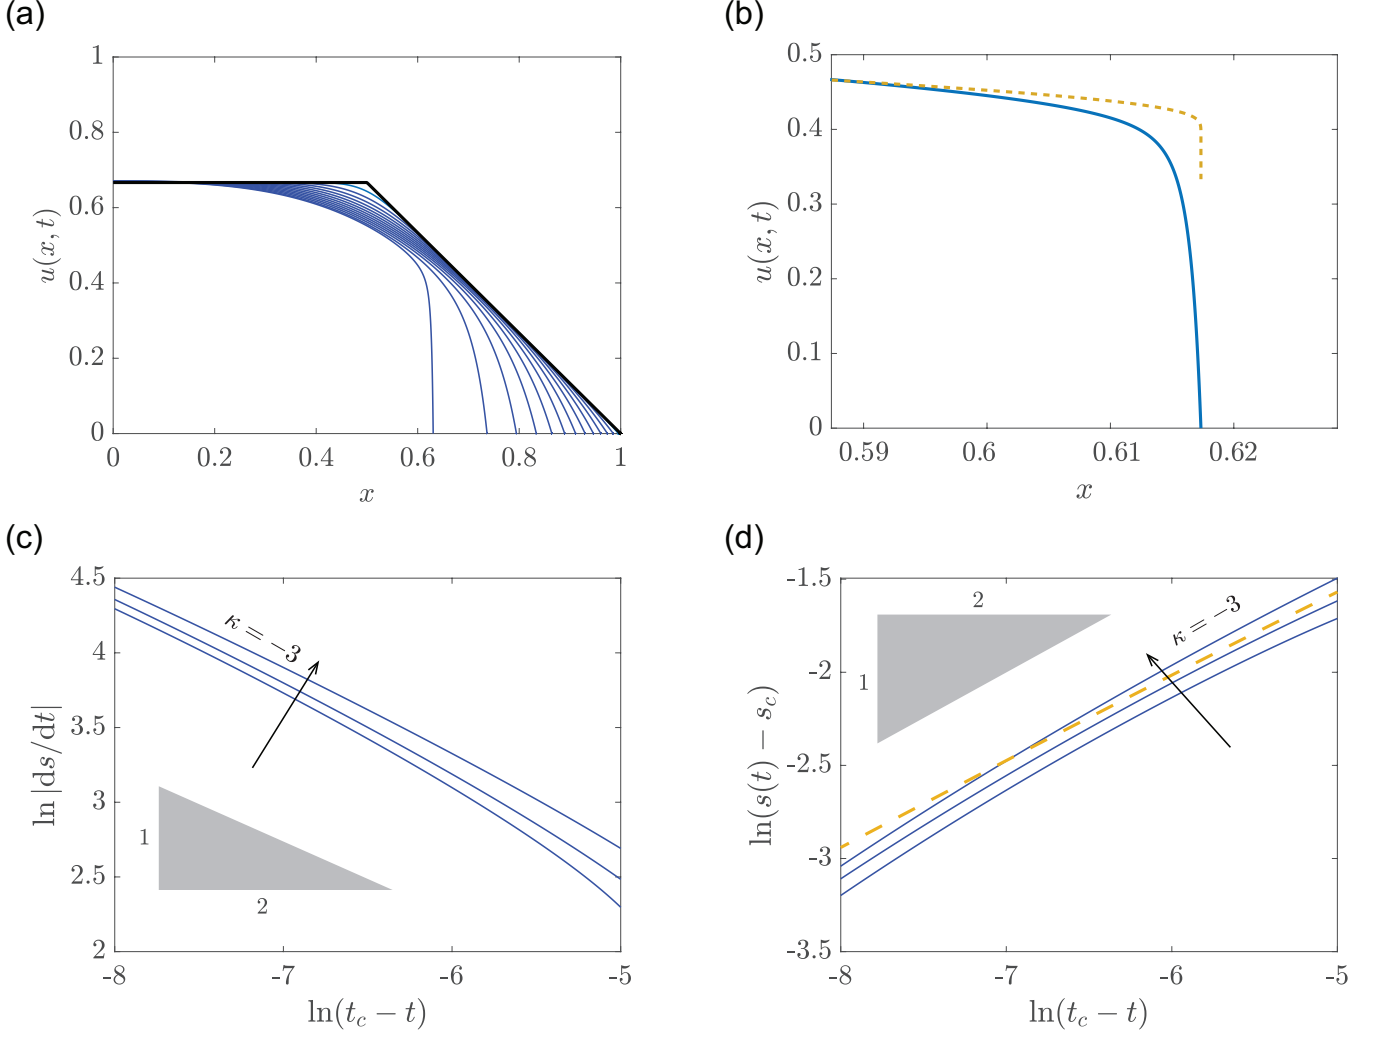 (a)
1
0.8
0.6
0.4
0.2
0
0 0.2 0.4 0.6 0.8 1
u(x, t)
x
(b)
0.5
0.4
0.3
0.2
0.1
0
0.59 0.6 0.61 0.62
u(x, t)
x
(c)
4.5
4
3.5
3
2.5
2
-8 -7 -6 -5
ln |ds/dt|
ln(t_c − t)
κ = −3
1
2
(d)
-1.5
-2
-2.5
-3
-3.5
-8 -7 -6 -5
ln(s(t) − s_c)
ln(t_c − t)
κ = −3
2
1